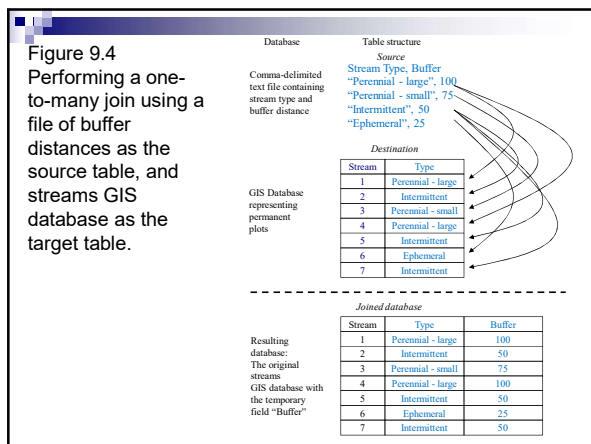 Figure 9.4
Performing a one-
to-many join using a
file of buffer
distances as the
source table, and
streams GIS
database as the
target table.
Database Table structure
Source
Comma-delimited
text file containing
stream type and
buffer distance
Stream Type, Buffer
“Perennial - large”, 100
“Perennial - small”, 75
“Intermittent”, 50
“Ephemeral”, 25
Destination
GIS Database
representing
permanent
plots
Stream Type
1 Perennial - large
2 Intermittent
3 Perennial - small
4 Perennial - large
5 Intermittent
6 Ephemeral
7 Intermittent
Joined database
Resulting
database:
The original
streams
GIS database with
the temporary
field “Buffer”
Stream Type Buffer
1 Perennial - large 100
2 Intermittent 50
3 Perennial - small 75
4 Perennial - large 100
5 Intermittent 50
6 Ephemeral 25
7 Intermittent 50